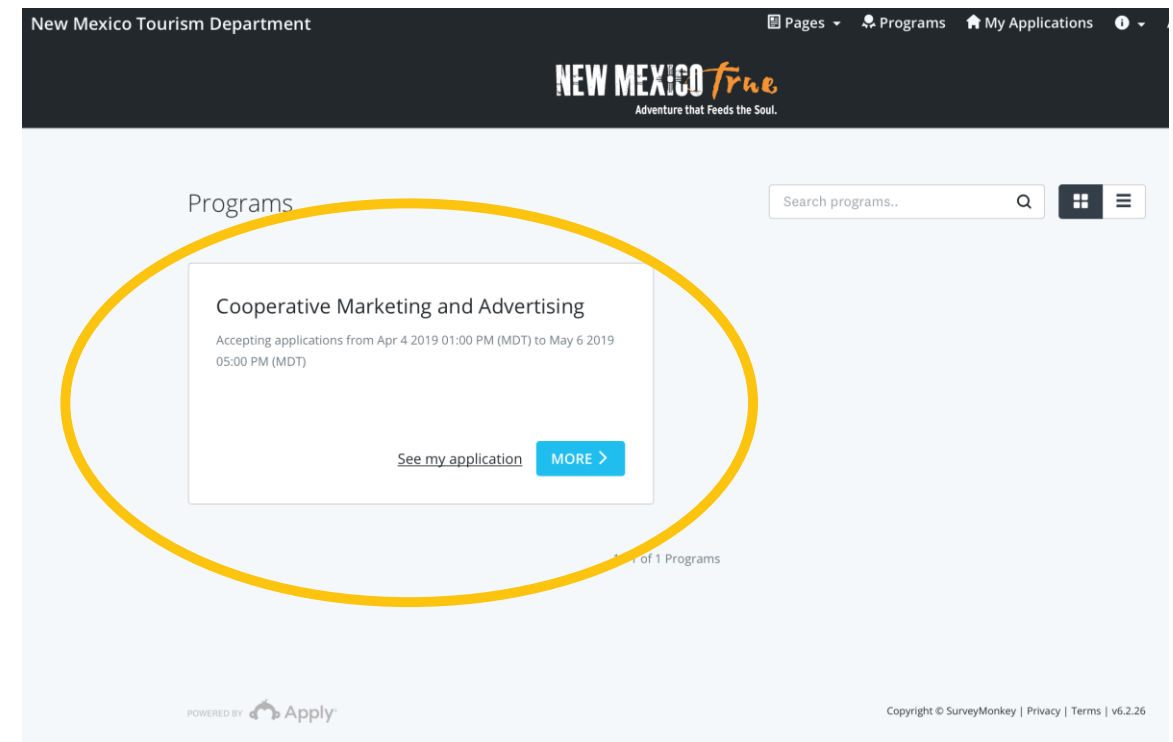 New Mexico Tourism Department
Pages
Programs
My Applications
NEW MEXICO True
Adventure that Feeds the Soul.
Programs
Search programs..
Cooperative Marketing and Advertising
Accepting applications from Apr 4 2019 01:00 PM (MDT) to May 6 2019
05:00 PM (MDT)
See my application
MORE
of 1 Programs
POWERED BY Apply
Copyright © SurveyMonkey | Privacy | Terms | v6.2.26